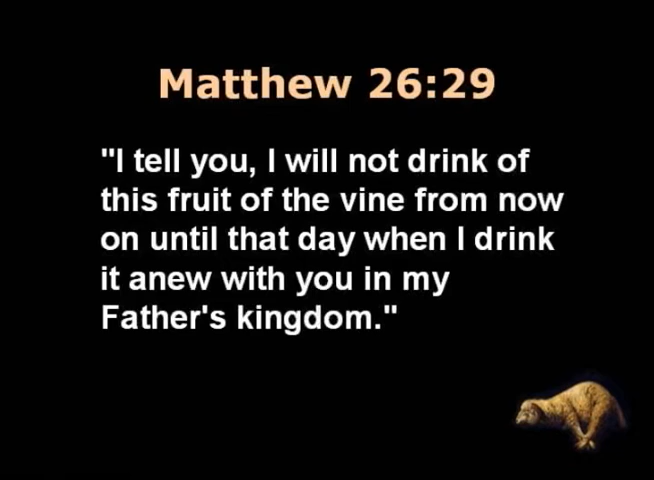 Matthew 26:29
"I tell you, I will not drink of
this fruit of the vine from now
on until that day when I drink
it anew with you in my
Father's kingdom."